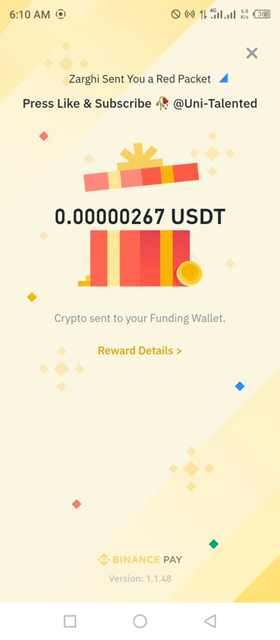 6:10 AM
4G
Zarghi Sent You a Red Packet
Press Like & Subscribe 🥀 @Uni-Talented
0.00000267 USDT
Crypto sent to your Funding Wallet.
Reward Details >
BINANCE PAY
Version: 1.1.48